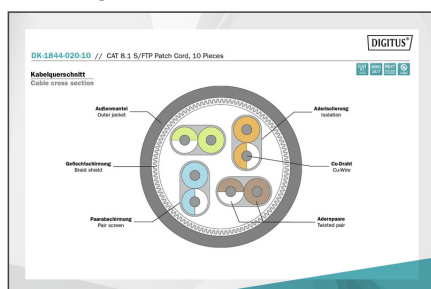 DIGITUS®
DK-1844-020-10 // CAT 8.1 S/FTP Patch Cord, 10 Pieces
Kabelquerschnitt
Cable cross section
Außenmantel
Outer jacket
Aderisolierung
Isolation
Geflechtschirmung
Braid shield
Cu-Draht
Cu-Wire
Paarabschirmung
Pair screen
Adernpaare
Twisted pair